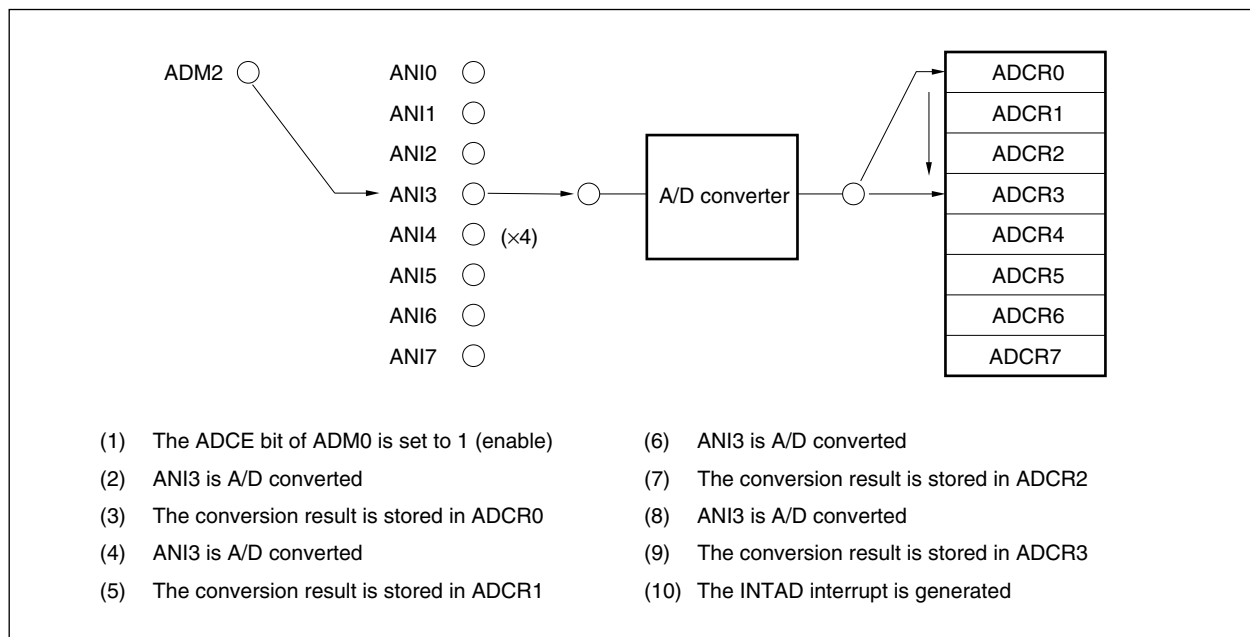 ADM2
ANI0
ANI1
ANI2
ANI3
ANI4 (×4)
ANI5
ANI6
ANI7
A/D converter
ADCR0
ADCR1
ADCR2
ADCR3
ADCR4
ADCR5
ADCR6
ADCR7
(1) The ADCE bit of ADM0 is set to 1 (enable)
(2) ANI3 is A/D converted
(3) The conversion result is stored in ADCR0
(4) ANI3 is A/D converted
(5) The conversion result is stored in ADCR1
(6) ANI3 is A/D converted
(7) The conversion result is stored in ADCR2
(8) ANI3 is A/D converted
(9) The conversion result is stored in ADCR3
(10) The INTAD interrupt is generated